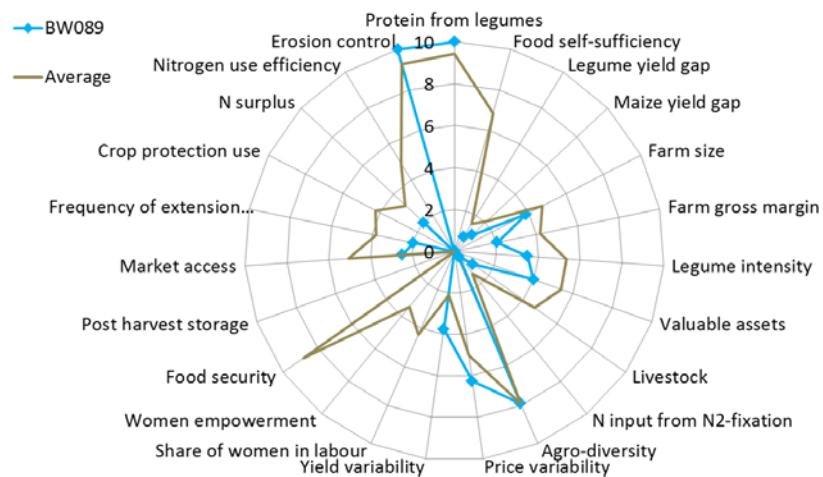 BW089
Average
Protein from legumes
Food self-sufficiency
Legume yield gap
Maize yield gap
Farm size
Farm gross margin
Legume intensity
Valuable assets
Livestock
N input from N2-fixation
Agro-diversity
Price variability
Yield variability
Share of women in labour
Women empowerment
Food security
Post harvest storage
Market access
Frequency of extension...
Crop protection use
N surplus
Nitrogen use efficiency
Erosion control
10
8
6
4
2
0